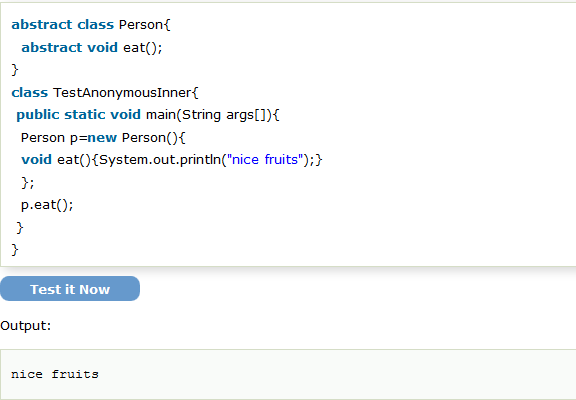 abstract class Person{
  abstract void eat();
}
class TestAnonymousInner{
 public static void main(String args[]){
  Person p=new Person(){
  void eat(){System.out.println("nice fruits");}
  };
  p.eat();
 }
}
Test it Now
Output:
nice fruits